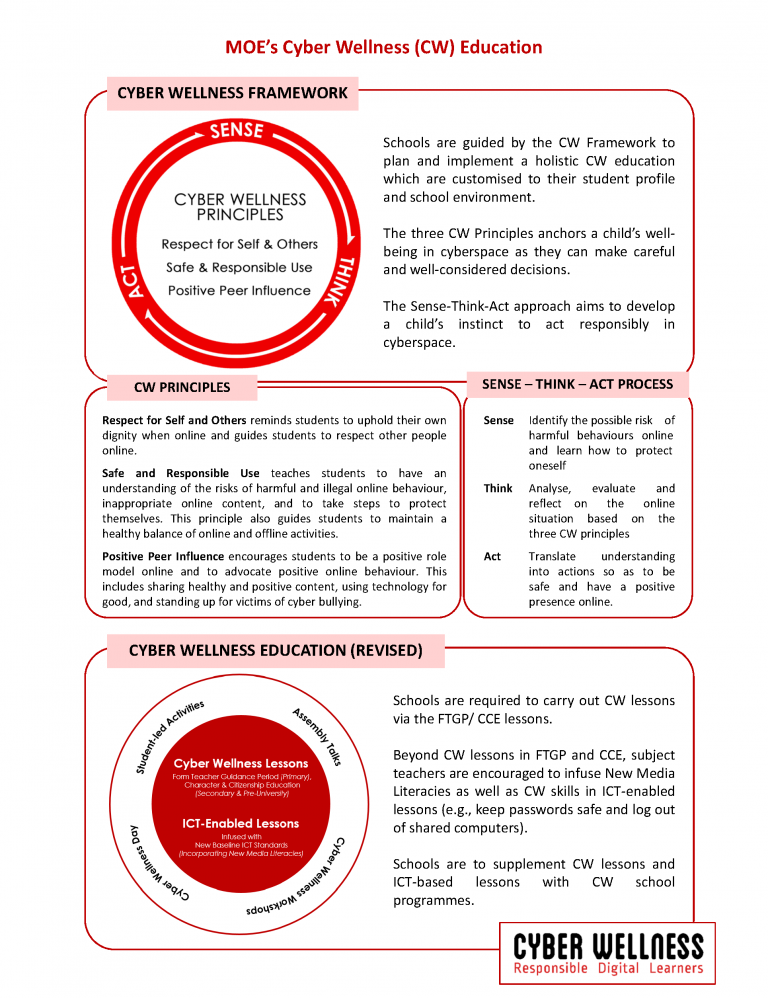 MOE's Cyber Wellness (CW) Education
CYBER WELLNESS FRAMEWORK
SENSE
THINK
ACT
CYBER WELLNESS
PRINCIPLES
Respect for Self & Others
Safe & Responsible Use
Positive Peer Influence
Schools are guided by the CW Framework to
plan and implement a holistic CW education
which are customised to their student profile
and school environment.
The three CW Principles anchors a child's well-
being in cyberspace as they can make careful
and well-considered decisions.
The Sense-Think-Act approach aims to develop
a child's instinct to act responsibly in
cyberspace.
CW PRINCIPLES
Respect for Self and Others reminds students to uphold their own
dignity when online and guides students to respect other people
online.
Safe and Responsible Use teaches students to have an
understanding of the risks of harmful and illegal online behaviour,
inappropriate online content, and to take steps to protect
themselves. This principle also guides students to maintain a
healthy balance of online and offline activities.
Positive Peer Influence encourages students to be a positive role
model online and to advocate positive online behaviour. This
includes sharing healthy and positive content, using technology for
good, and standing up for victims of cyber bullying.
SENSE – THINK – ACT PROCESS
Sense Identify the possible risk of
harmful behaviours online
and learn how to protect
oneself
Think Analyse, evaluate and
reflect on the online
situation based on the
three CW principles
Act Translate understanding
into actions so as to be
safe and have a positive
presence online.
CYBER WELLNESS EDUCATION (REVISED)
Student-led Activities
Assembly Talks
Cyber Wellness Day
Cyber Wellness Workshops
Cyber Wellness Lessons
Form Teacher Guidance Period (Primary),
Character & Citizenship Education
(Secondary & Pre-University)
ICT-Enabled Lessons
Infused with
New Baseline ICT Standards
(Incorporating New Media Literacies)
Schools are required to carry out CW lessons
via the FTGP/ CCE lessons.
Beyond CW lessons in FTGP and CCE, subject
teachers are encouraged to infuse New Media
Literacies as well as CW skills in ICT-enabled
lessons (e.g., keep passwords safe and log out
of shared computers).
Schools are to supplement CW lessons and
ICT-based lessons with CW school
programmes.
CYBER WELLNESS
Responsible Digital Learners